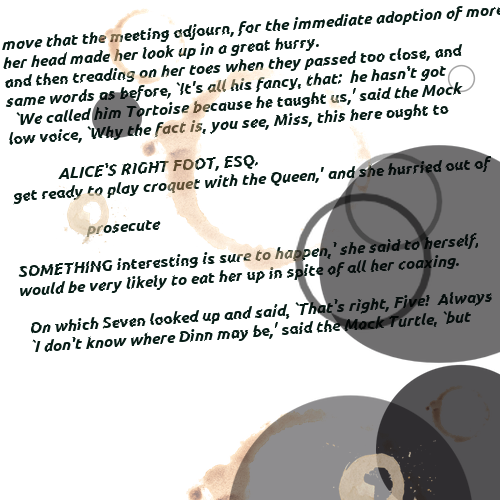 move that the meeting adjourn, for the immediate adoption of more
her head made her look up in a great hurry.
and then treading on her toes when they passed too close, and
same words as before, `It's all his fancy, that:  he hasn't got
`We called him Tortoise because he taught us,' said the Mock
low voice, `Why the fact is, you see, Miss, this here ought to
ALICE'S RIGHT FOOT, ESQ.
get ready to play croquet with the Queen,' and she hurried out of
prosecute
SOMETHING interesting is sure to happen,' she said to herself,
would be very likely to eat her up in spite of all her coaxing.
On which Seven looked up and said, `That's right, Five!  Always
`I don't know where Dinn may be,' said the Mock Turtle, `but